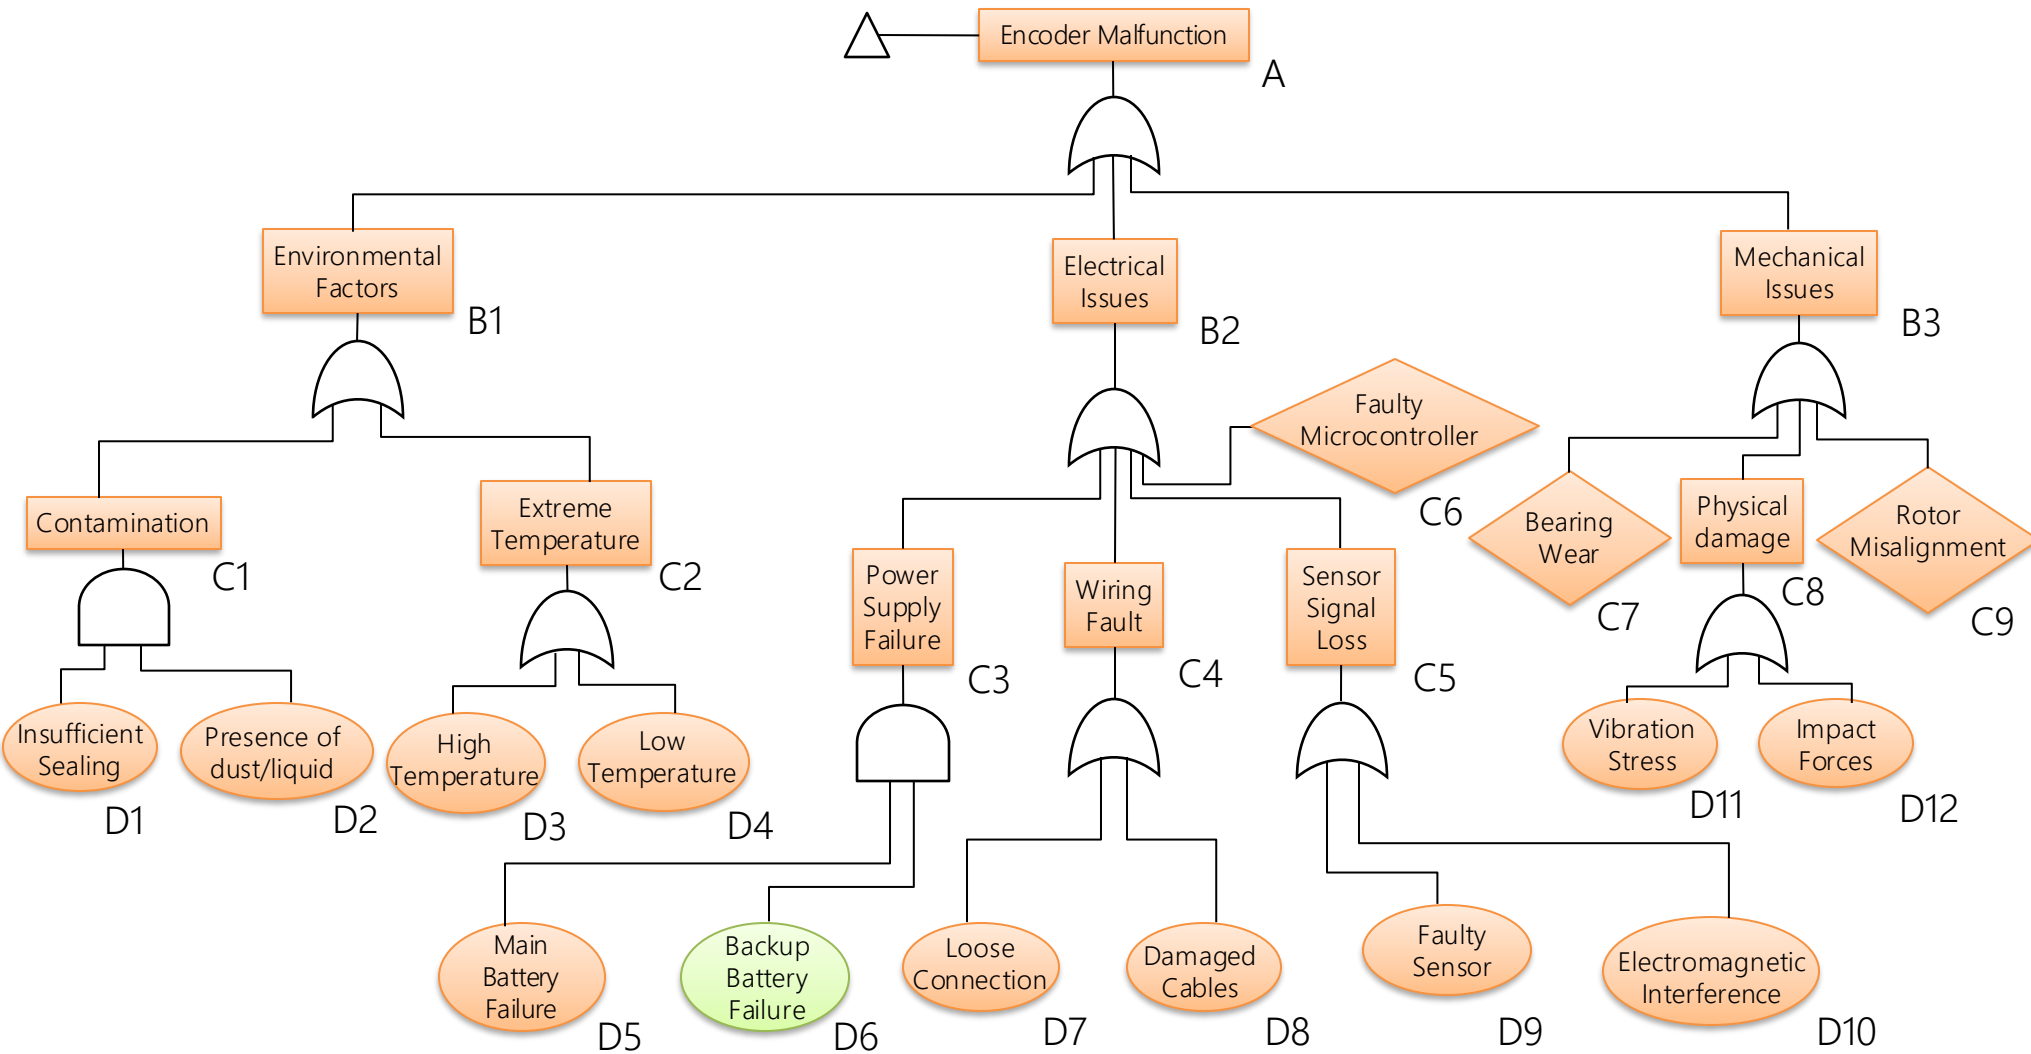 Encoder Malfunction
A
Environmental
Factors
B1
Electrical
Issues
B2
Mechanical
Issues
B3
Contamination
C1
Extreme
Temperature
C2
Power
Supply
Failure
C3
Wiring
Fault
C4
Sensor
Signal
Loss
C5
Faulty
Microcontroller
C6
Bearing
Wear
C7
Physical
damage
C8
Rotor
Misalignment
C9
Insufficient
Sealing
D1
Presence of
dust/liquid
D2
High
Temperature
D3
Low
Temperature
D4
Main
Battery
Failure
D5
Backup
Battery
Failure
D6
Loose
Connection
D7
Damaged
Cables
D8
Faulty
Sensor
D9
Electromagnetic
Interference
D10
Vibration
Stress
D11
Impact
Forces
D12